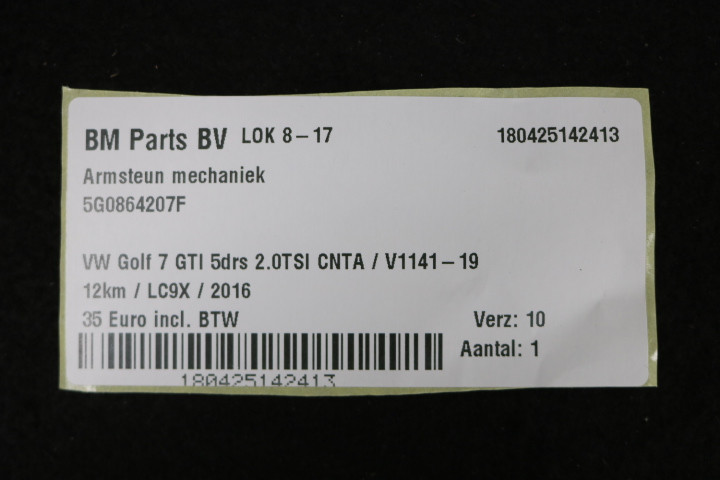 BM Parts BV LOK 8-17 180425142413
Armsteun mechaniek
5G0864207F
VW Golf 7 GTI 5drs 2.0TSI CNTA / V1141-19
12km / LC9X / 2016
35 Euro incl. BTW Verz: 10
Aantal: 1
180425142413